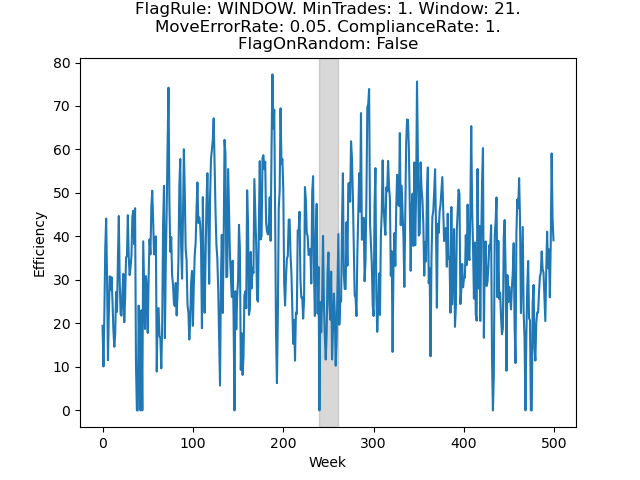 FlagRule: WINDOW. MinTrades: 1. Window: 21.
MoveErrorRate: 0.05. ComplianceRate: 1.
FlagOnRandom: False
80
70
60
50
40
30
20
10
0
Efficiency
0 100 200 300 400 500
Week